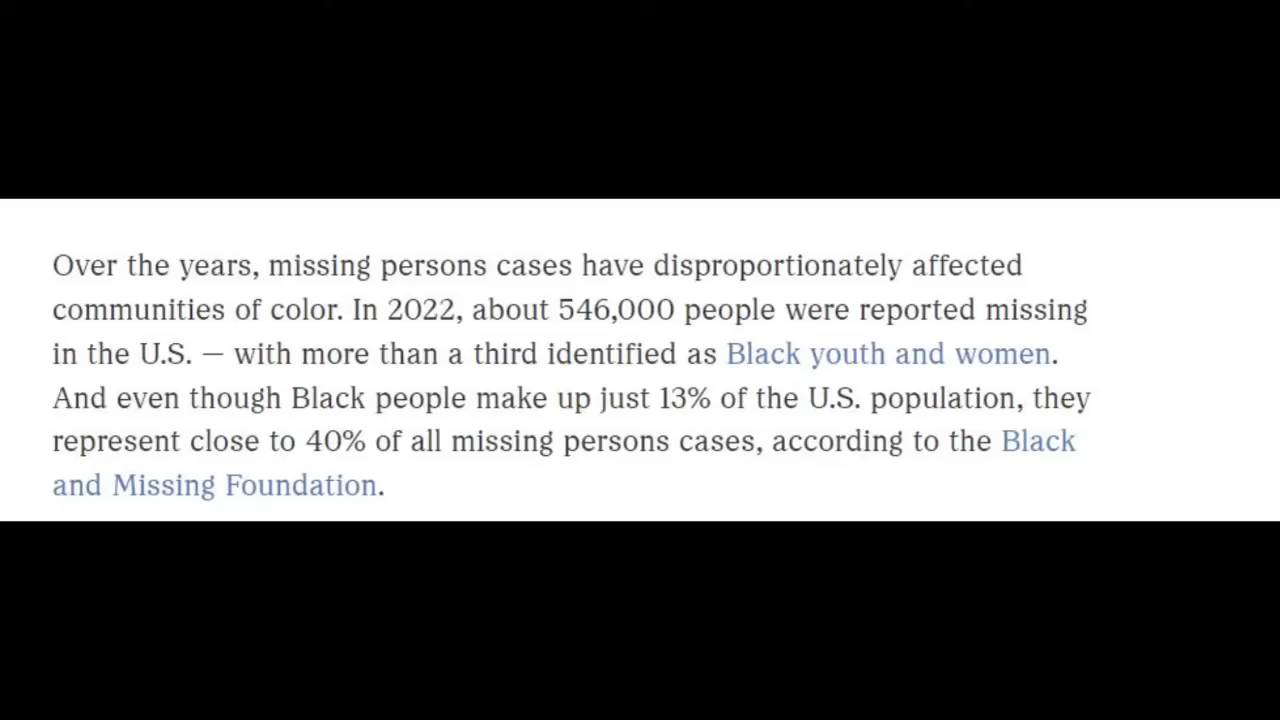 Over the years, missing persons cases have disproportionately affected
communities of color. In 2022, about 546,000 people were reported missing
in the U.S. — with more than a third identified as Black youth and women.
And even though Black people make up just 13% of the U.S. population, they
represent close to 40% of all missing persons cases, according to the Black
and Missing Foundation.